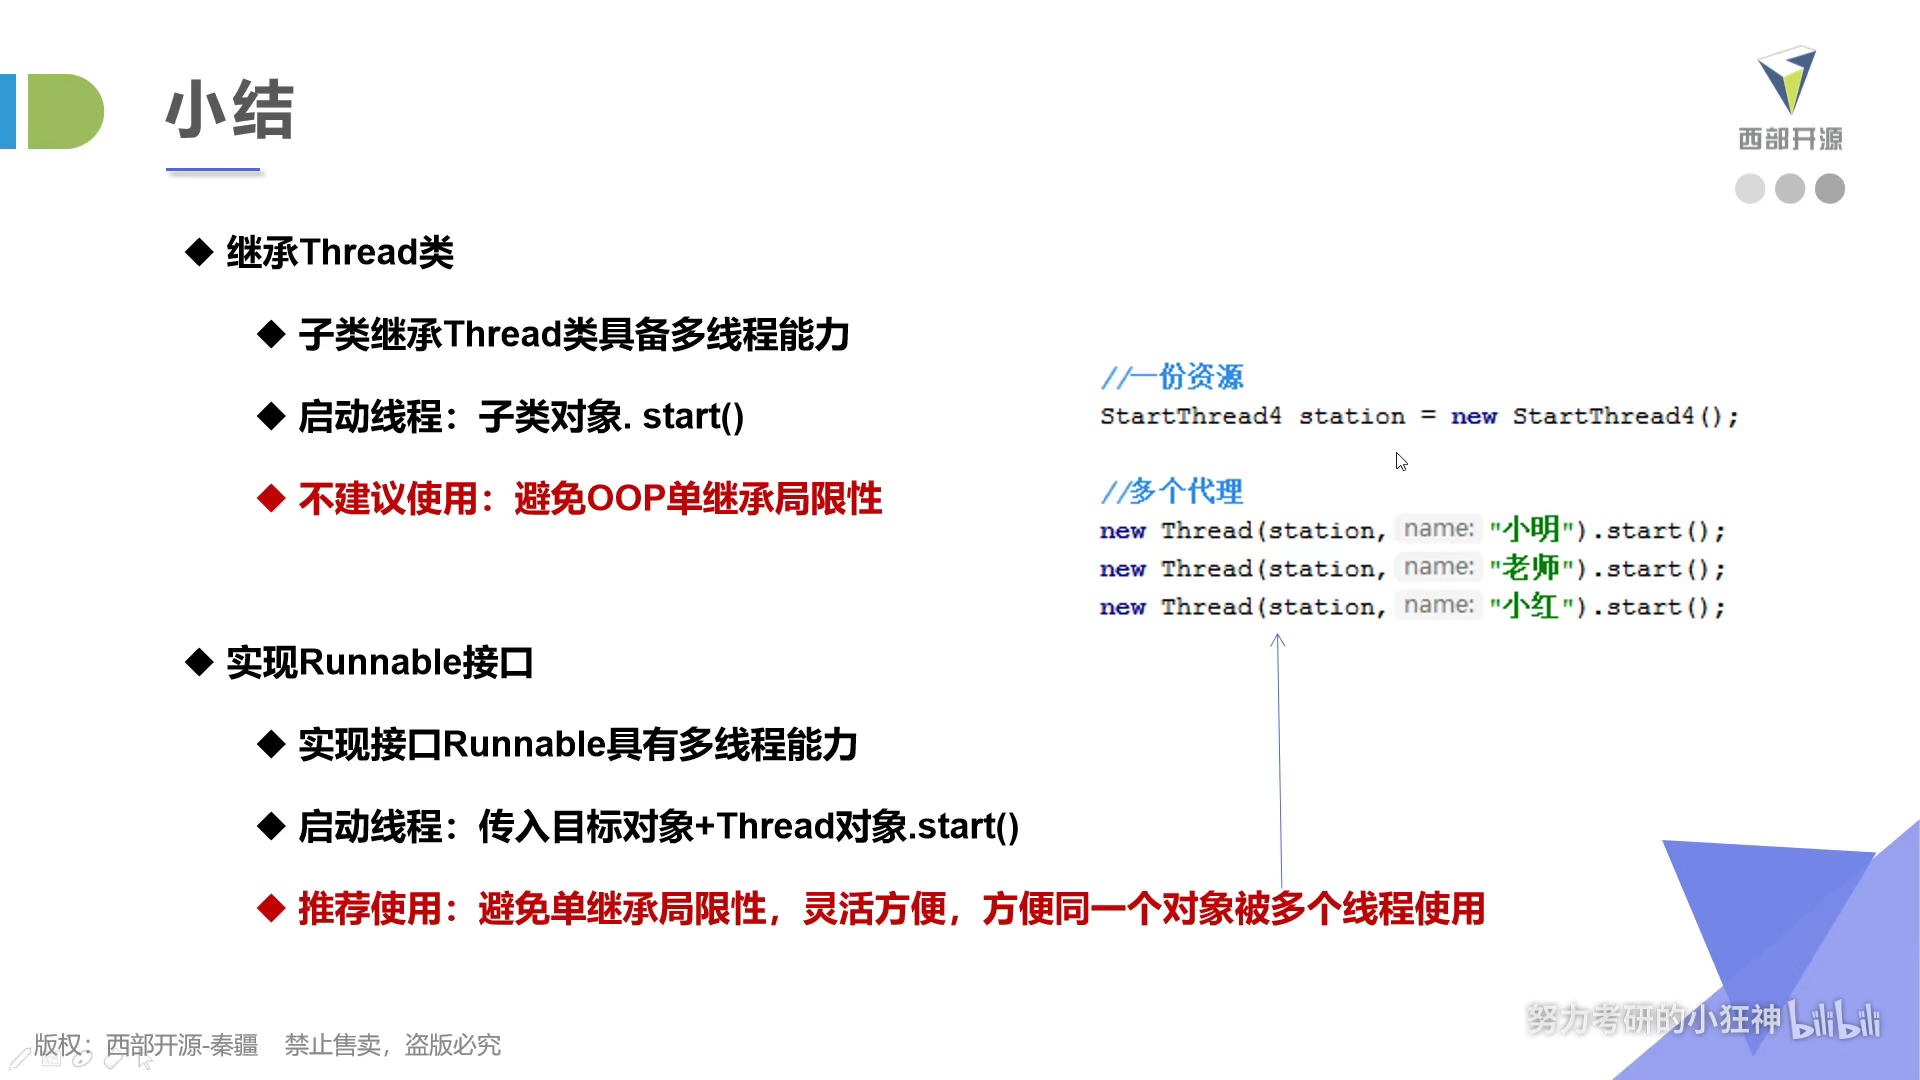 小结
西部开源
◆ 继承Thread类
◆ 子类继承Thread类具备多线程能力
◆ 启动线程：子类对象. start()
◆ 不建议使用：避免OOP单继承局限性
//一份资源
StartThread4 station = new StartThread4();
//多个代理
new Thread(station, name: "小明").start();
new Thread(station, name: "老师").start();
new Thread(station, name: "小红").start();
◆ 实现Runnable接口
◆ 实现接口Runnable具有多线程能力
◆ 启动线程：传入目标对象+Thread对象.start()
◆ 推荐使用：避免单继承局限性，灵活方便，方便同一个对象被多个线程使用
努力考研的小狂神 bilibili
版权：西部开源-秦疆 禁止售卖，盗版必究